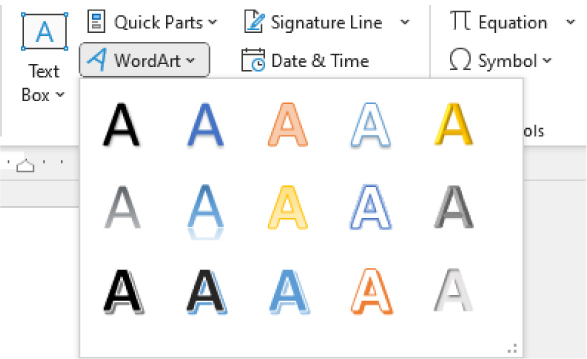 Quick Parts
Signature Line
Equation
A
WordArt
Date & Time
Symbol
Text
Box
ols
A A A A A
A A A A A
A A A A A